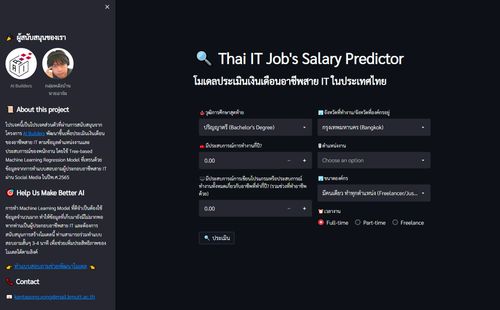 ผู้สนับสนุนของเรา
AI Builders
กลุ่มหลังบ้าน
นายอาร์ม
About this project
โปรเจคนี้เป็นโปรเจคส่วนตัวที่ผ่านการสนับสนุนจาก
โครงการ AI Builders พัฒนาขึ้นเพื่อประเมินเงินเดือน
ของอาชีพสาย IT ตามข้อมูลตำแหน่งงานและ
ประสบการณ์ของพนักงาน โดยใช้ Tree-based
Machine Learning Regression Model ที่เทรนด้วย
ข้อมูลจากการทำแบบสอบถามผู้ประกอบอาชีพสาย IT
ผ่าน Social Media ในปีพ.ศ.2565
Help Us Make Better AI
การทำ Machine Learning Model ที่ดีจำเป็นต้องใช้
ข้อมูลจำนวนมาก ทำให้ข้อมูลที่เก็บมายังมีไม่มากพอ
หากท่านเป็นผู้ประกอบอาชีพสาย IT และต้องการ
สนับสนุนการสร้างโมเดลนี้ ท่านสามารถร่วมทำแบบ
สอบถามสั้นๆ 3-4 นาที เพื่อช่วยเพิ่มประสิทธิภาพของ
โมเดลได้ตามลิงค์
ทำแบบสอบถามช่วยพัฒนาโมเดล
Contact
kantapong.vong@mail.kmutt.ac.th
Thai IT Job's Salary Predictor
โมเดลประเมินเงินเดือนอาชีพสาย IT ในประเทศไทย
วุฒิการศึกษาสูงสุดท้าย
ปริญญาตรี (Bachelor's Degree)
มีประสบการณ์การทำงานกี่ปี?
0.00
มีประสบการณ์การเขียนโปรแกรมหรือประสบการณ์
ทำงานทั้งหมดเกี่ยวกับอาชีพที่ทำกี่ปี? (รวมช่วงที่ทำอาชีพ
ด้วย)
0.00
ประเมิน
จังหวัดที่ทำงาน/จังหวัดที่องค์กรอยู่
กรุงเทพมหานคร (Bangkok)
ตำแหน่งงาน
Choose an option
ขนาดองค์กร
มีคนเดียว ทำทุกตำแหน่ง (Freelancer/Jus...
เวลางาน
Full-time
Part-time
Freelance